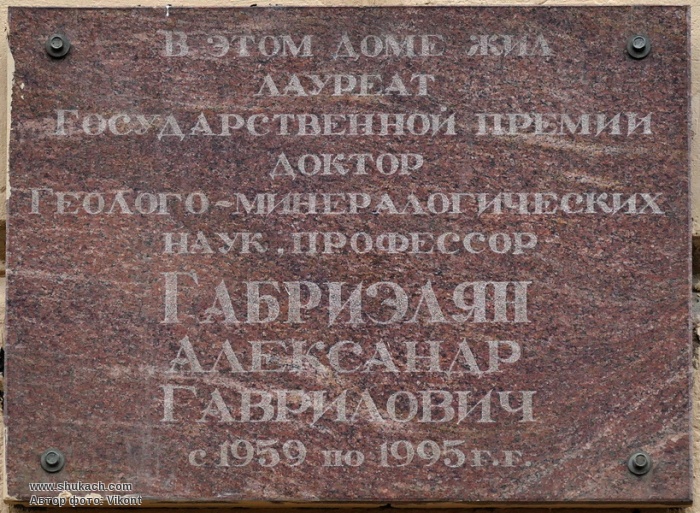 В ЭТОМ ДОМЕ ЖИЛ
ЛАУРЕАТ
ГОСУДАРСТВЕННОЙ ПРЕМИИ
ДОКТОР
ГЕОЛОГО-МИНЕРАЛОГИЧЕСКИХ
НАУК, ПРОФЕССОР
ГАБРИЭЛЯН
АЛЕКСАНДР
ГАВРИЛОВИЧ
с 1959 по 1995 г.г.
www.shukach.com
Автор фото: Vikont